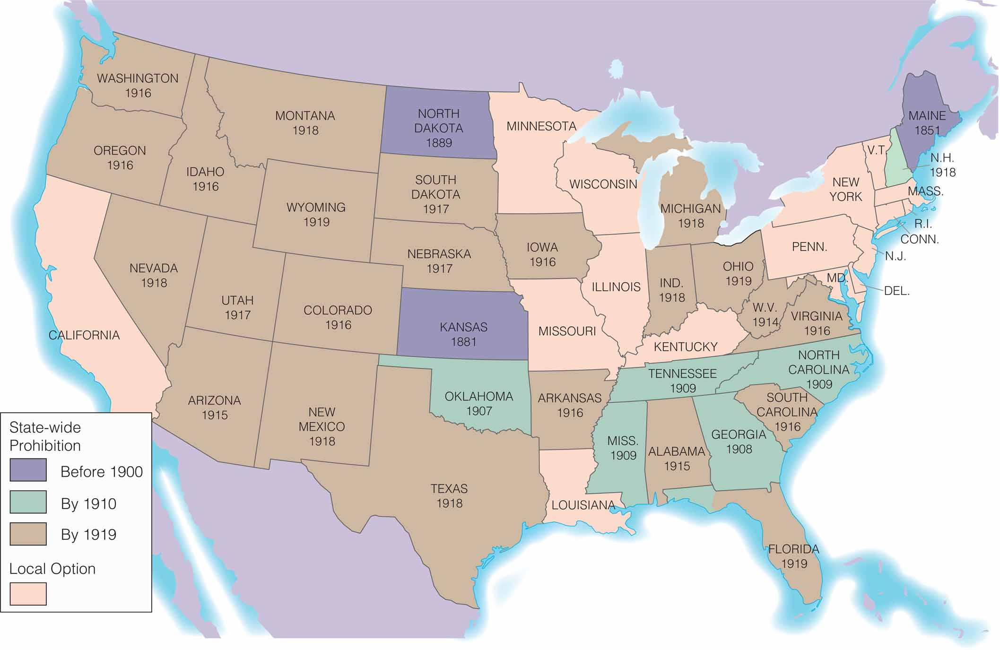 WASHINGTON
1916
OREGON
1916
IDAHO
1916
MONTANA
1918
NORTH
DAKOTA
1889
MINNESOTA
SOUTH
DAKOTA
1917
WYOMING
1919
WISCONSIN
MICHIGAN
1918
NEW
YORK
V.T.
MAINE
1851
N.H.
1918
MASS.
R.I.
CONN.
N.J.
PENN.
MD.
DEL.
NEVADA
1918
UTAH
1917
COLORADO
1916
NEBRASKA
1917
IOWA
1916
ILLINOIS
IND.
1918
OHIO
1919
W.V.
1914
VIRGINIA
1916
CALIFORNIA
KANSAS
1881
MISSOURI
KENTUCKY
TENNESSEE
1909
NORTH
CAROLINA
1909
ARIZONA
1915
NEW
MEXICO
1918
OKLAHOMA
1907
ARKANSAS
1916
SOUTH
CAROLINA
1916
MISS.
1909
ALABAMA
1915
GEORGIA
1908
TEXAS
1918
LOUISIANA
FLORIDA
1919
State-wide
Prohibition
Before 1900
By 1910
By 1919
Local Option